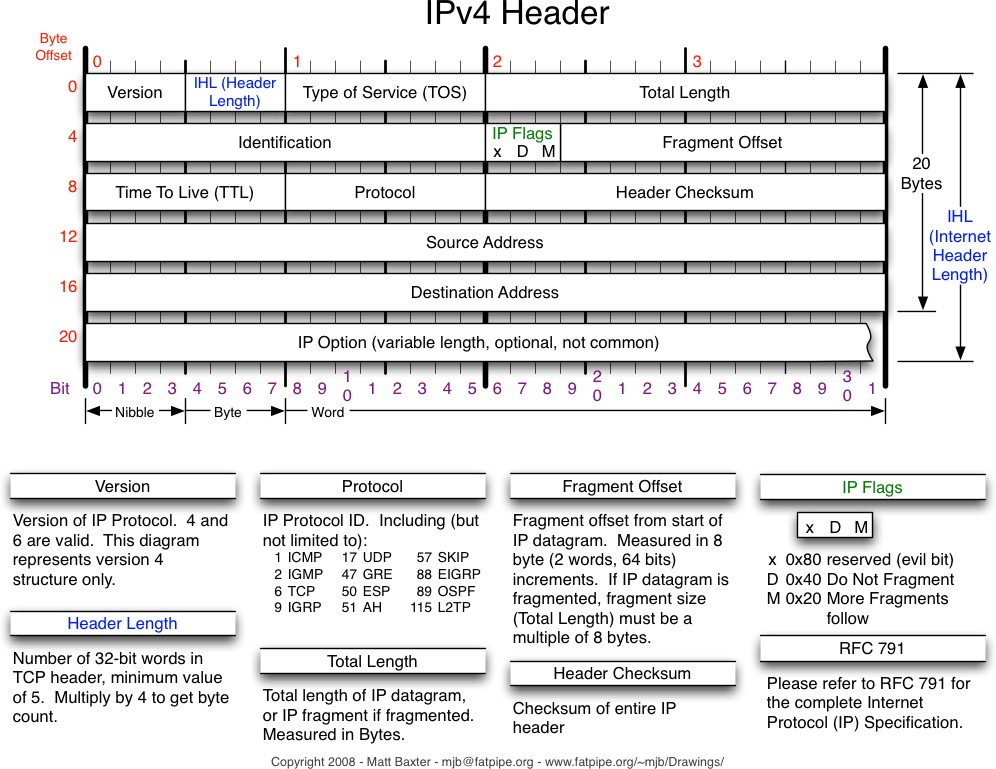 IPv4 Header
Byte
Offset
0 1 2 3
0 Version IHL (Header
Length) Type of Service (TOS) Total Length
4 Identification IP Flags
x D M Fragment Offset
8 Time To Live (TTL) Protocol Header Checksum
12 Source Address
16 Destination Address
20 IP Option (variable length, optional, not common)
20
Bytes
IHL
(Internet
Header
Length)
Bit 0 1 2 3 4 5 6 7 8 9 10 1 2 3 4 5 6 7 8 9 20 1 2 3 4 5 6 7 8 9 30 1
Nibble Byte Word
Version
Version of IP Protocol. 4 and
6 are valid. This diagram
represents version 4
structure only.
Header Length
Number of 32-bit words in
TCP header, minimum value
of 5. Multiply by 4 to get byte
count.
Protocol
IP Protocol ID. Including (but
not limited to):
1 ICMP 17 UDP 57 SKIP
2 IGMP 47 GRE 88 EIGRP
6 TCP 50 ESP 89 OSPF
9 IGRP 51 AH 115 L2TP
Total Length
Total length of IP datagram,
or IP fragment if fragmented.
Measured in Bytes.
Fragment Offset
Fragment offset from start of
IP datagram. Measured in 8
byte (2 words, 64 bits)
increments. If IP datagram is
fragmented, fragment size
(Total Length) must be a
multiple of 8 bytes.
Header Checksum
Checksum of entire IP
header
IP Flags
x D M
x 0x80 reserved (evil bit)
D 0x40 Do Not Fragment
M 0x20 More Fragments
follow
RFC 791
Please refer to RFC 791 for
the complete Internet
Protocol (IP) Specification.
Copyright 2008 - Matt Baxter - mjb@fatpipe.org - www.fatpipe.org/~mjb/Drawings/